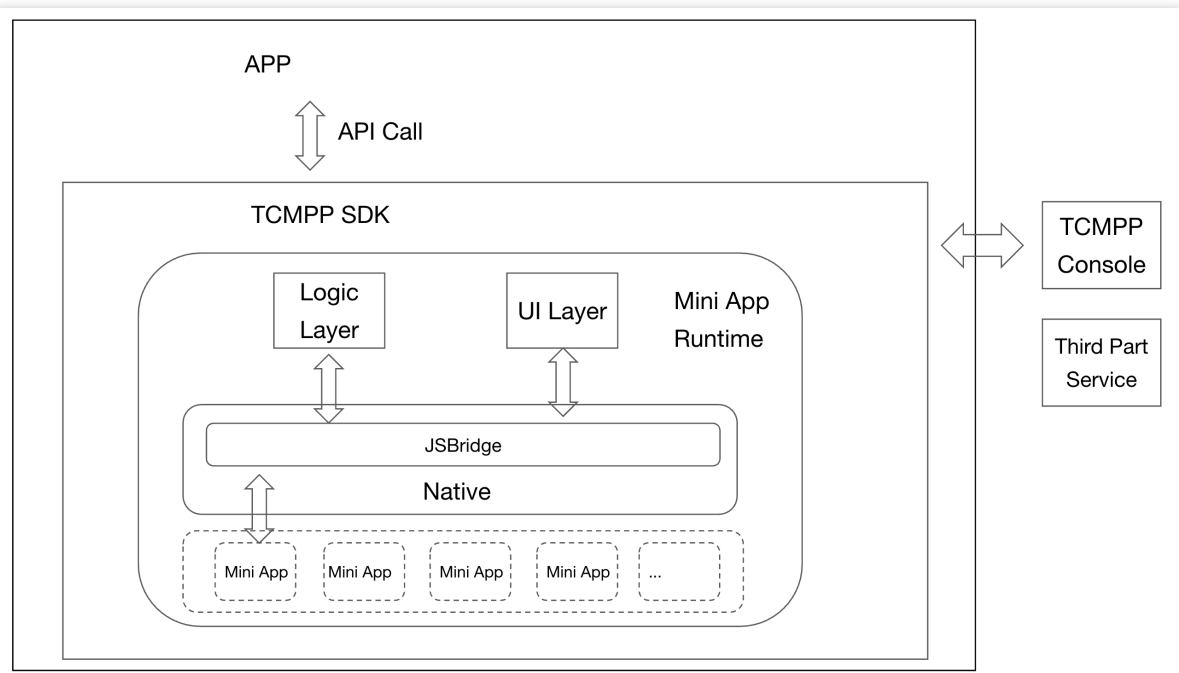 APP
API Call
TCMPP SDK
Logic
Layer
UI Layer
Mini App
Runtime
JSBridge
Native
Mini App
Mini App
Mini App
Mini App
...
TCMPP
Console
Third Part
Service